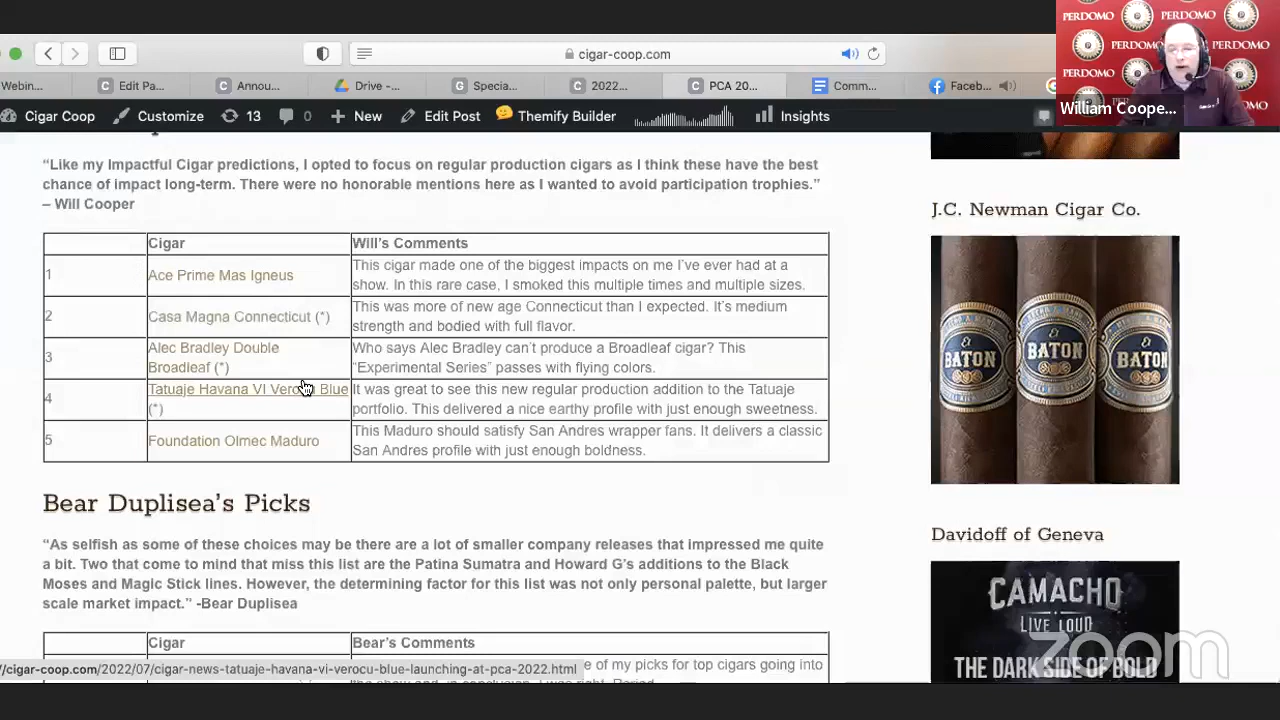 PERDOMO PERDOMO
PERDOMO PERDOMO
PERDOMO
PERDOMO
William Coope...
cigar-coop.com
Webin... Edit Pa... Annou... Drive -... Specia... 2022... PCA 20... Comm... Faceb...
Cigar Coop Customize 13 0 New Edit Post Themify Builder Insights
“Like my Impactful Cigar predictions, I opted to focus on regular production cigars as I think these have the best
chance of impact long-term. There were no honorable mentions here as I wanted to avoid participation trophies.”
– Will Cooper
Cigar Will's Comments
1 Ace Prime Mas Igneus This cigar made one of the biggest impacts on me I've ever had at a
show. In this rare case, I smoked this multiple times and multiple sizes.
2 Casa Magna Connecticut (*) This was more of new age Connecticut than I expected. It's medium
strength and bodied with full flavor.
3 Alec Bradley Double Who says Alec Bradley can't produce a Broadleaf cigar? This
Broadleaf (*) “Experimental Series” passes with flying colors.
4 Tatuaje Havana VI Blue It was great to see this new regular production addition to the Tatuaje
(*) portfolio. This delivered a nice earthy profile with just enough sweetness.
5 Foundation Olmec Maduro This Maduro should satisfy San Andres wrapper fans. It delivers a classic
San Andres profile with just enough boldness.
Bear Duplisea's Picks
“As selfish as some of these choices may be there are a lot of smaller company releases that impressed me quite
a bit. Two that come to mind that miss this list are the Patina Sumatra and Howard G's additions to the Black
Moses and Magic Stick lines. However, the determining factor for this list was not only personal palette, but larger
scale market impact.” -Bear Duplisea
Cigar Bear's Comments
e of my picks for top cigars going into
/cigar-coop.com/2022/07/cigar-news-tatuaje-havana-vi-verocu-blue-launching-at-pca-2022.html
J.C. Newman Cigar Co.
El
BATON
El
BATON
El
BATON
Davidoff of Geneva
CAMACHO
LIVE LOUD
THE DARK SIDE OF BOLD
zoom